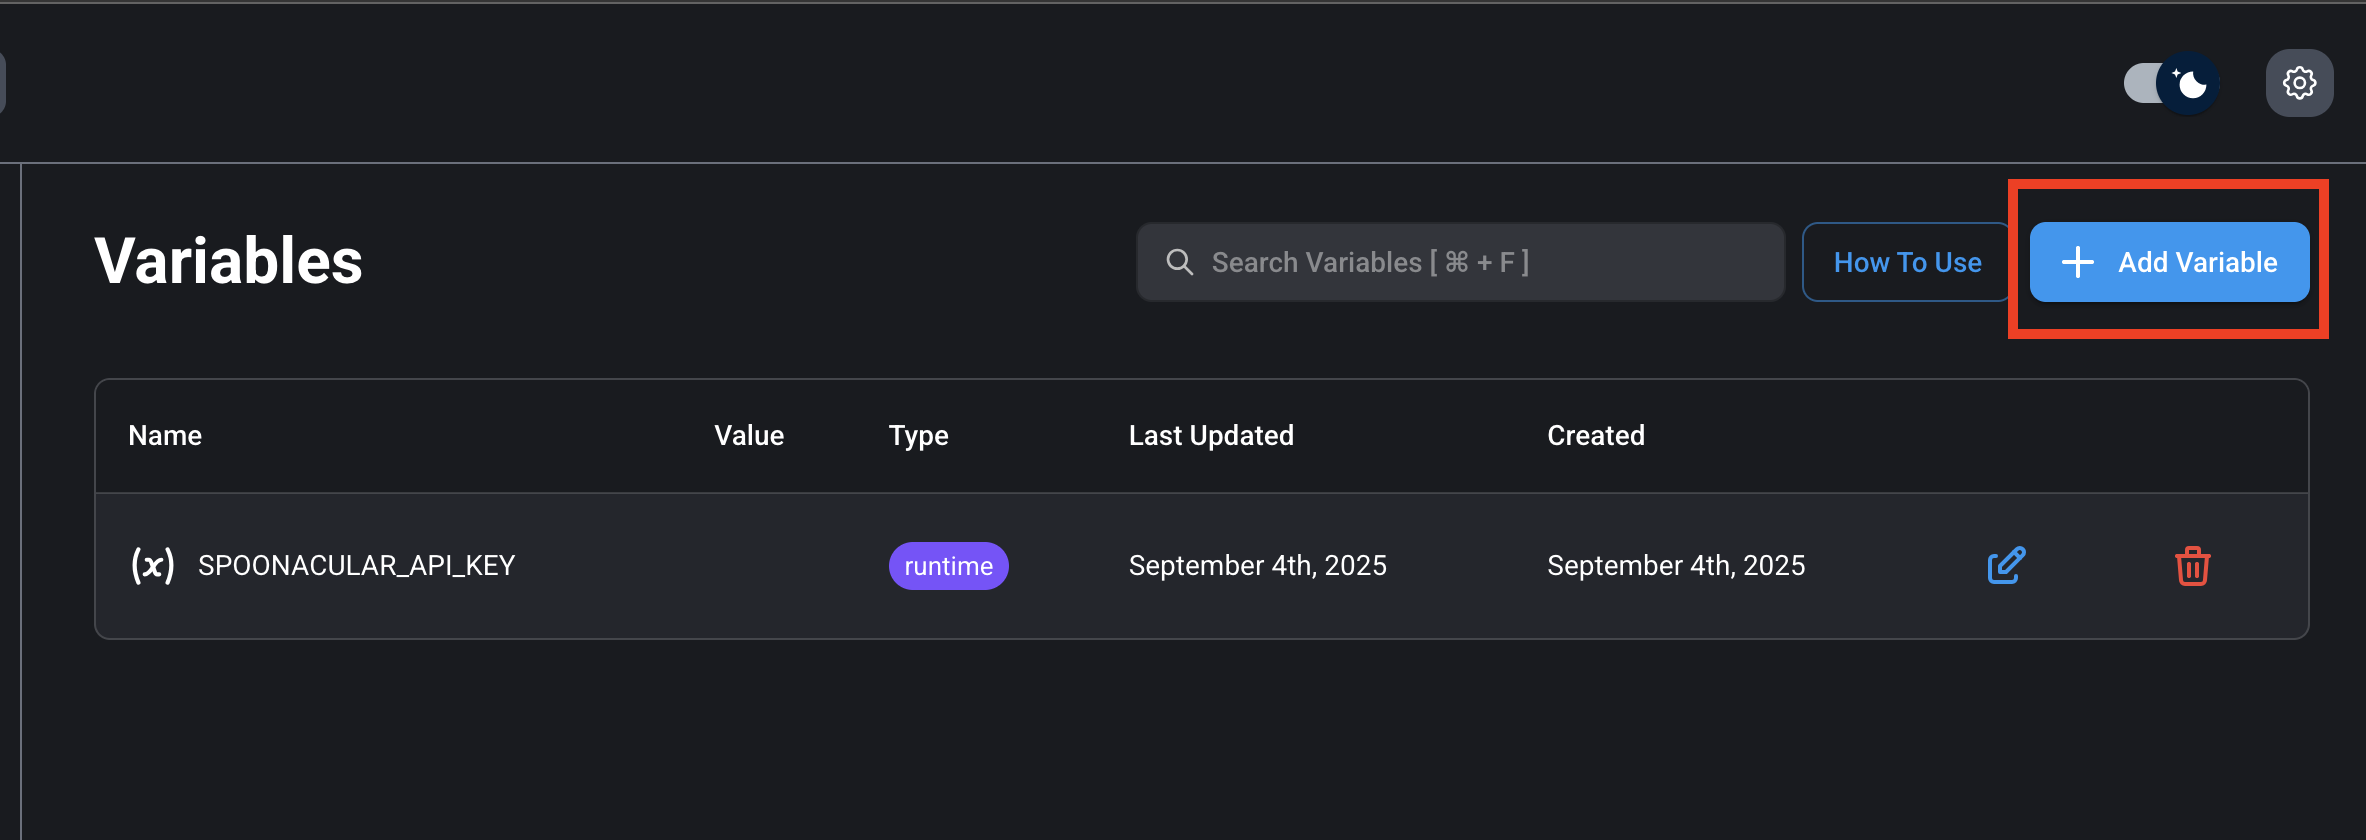 Variables
Search Variables [ ⌘ + F ]
How To Use
Add Variable
Name Value Type Last Updated Created
(x) SPOONACULAR_API_KEY runtime September 4th, 2025 September 4th, 2025